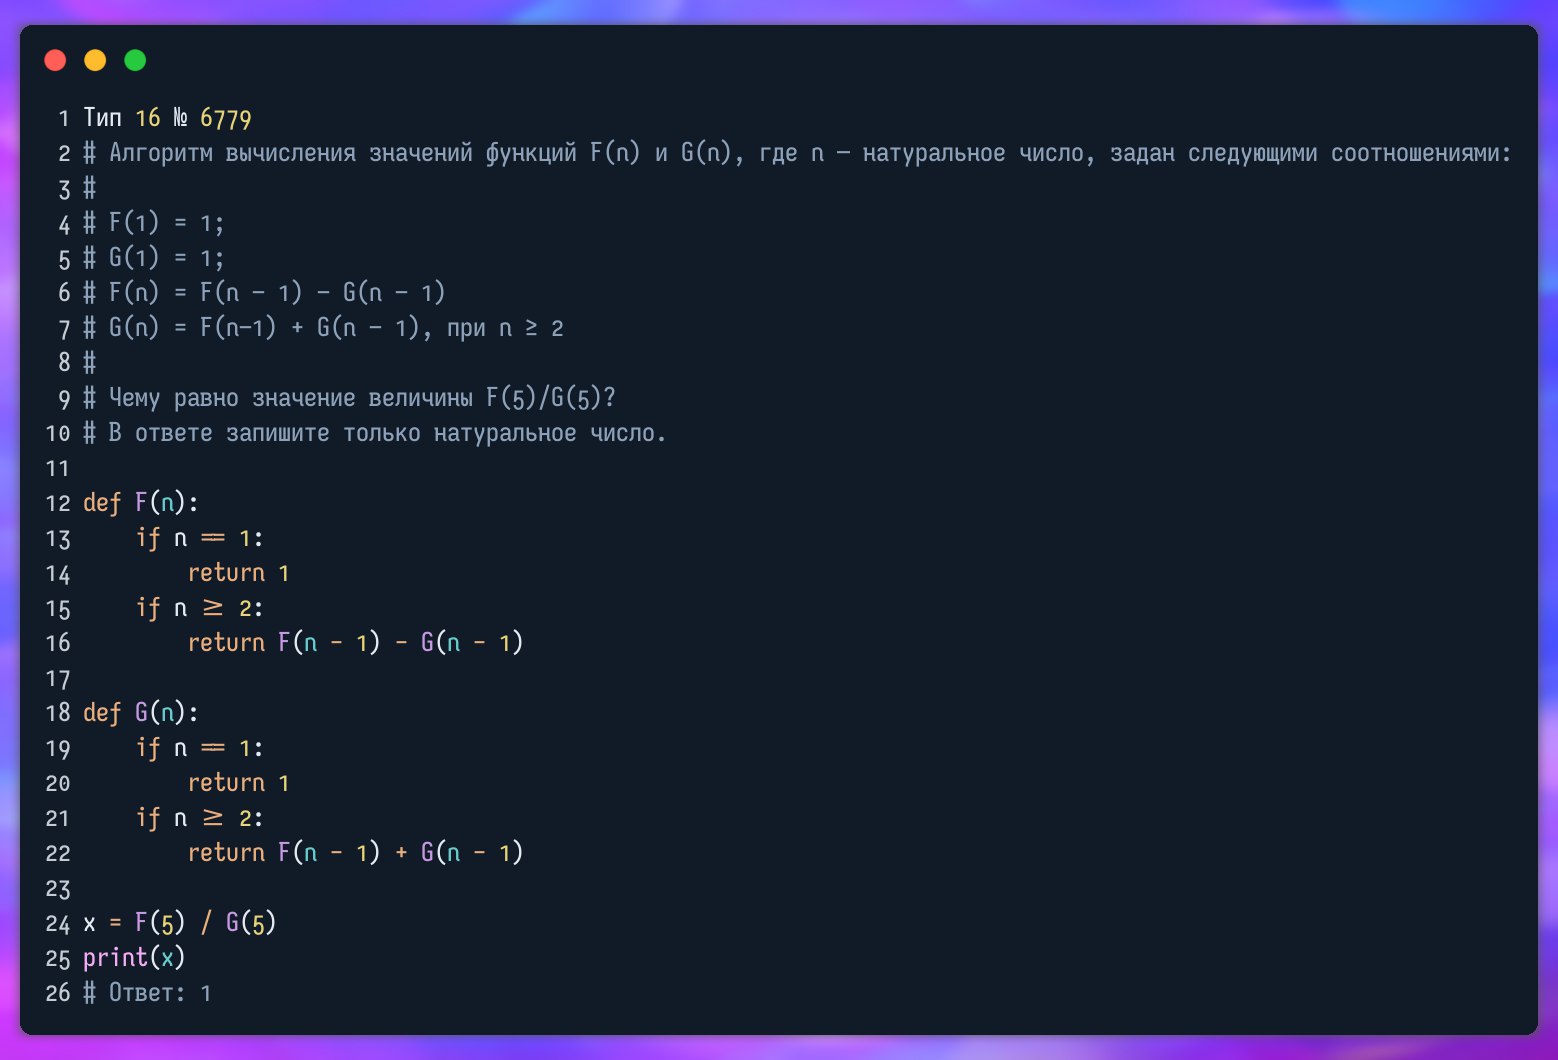 1 Тип 16 № 6779
2 # Алгоритм вычисления значений функций F(n) и G(n), где n – натуральное число, задан следующими соотношениями:
3 #
4 # F(1) = 1;
5 # G(1) = 1;
6 # F(n) = F(n – 1) – G(n – 1)
7 # G(n) = F(n–1) + G(n – 1), при n ≥ 2
8 #
9 # Чему равно значение величины F(5)/G(5)?
10 # В ответе запишите только натуральное число.
11
12 def F(n):
13     if n == 1:
14         return 1
15     if n >= 2:
16         return F(n - 1) - G(n - 1)
17
18 def G(n):
19     if n == 1:
20         return 1
21     if n >= 2:
22         return F(n - 1) + G(n - 1)
23
24 x = F(5) / G(5)
25 print(x)
26 # Ответ: 1